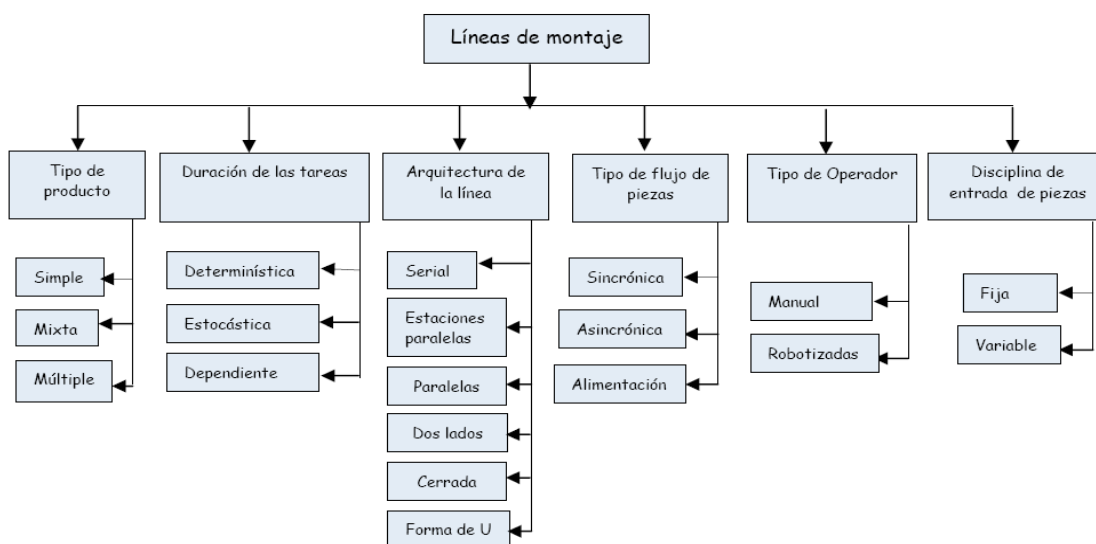 Líneas de montaje
Tipo de
producto
Duración de las tareas
Arquitectura de
la línea
Tipo de flujo de
piezas
Tipo de Operador
Disciplina de
entrada de piezas
Simple
Mixta
Múltiple
Determinística
Estocástica
Dependiente
Serial
Estaciones
paralelas
Paralelas
Dos lados
Cerrada
Forma de U
Sincrónica
Asincrónica
Alimentación
Manual
Robotizadas
Fija
Variable